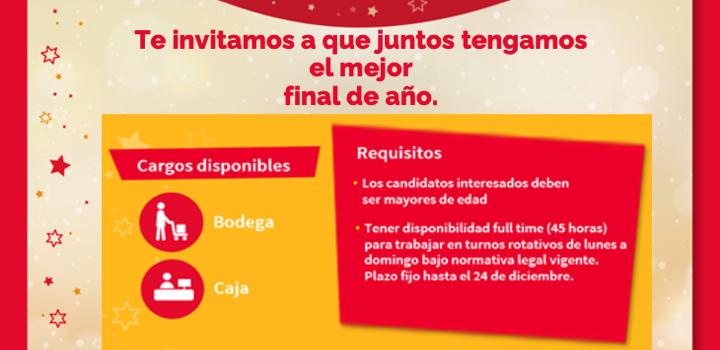 Te invitamos a que juntos tengamos
el mejor
final de año.
Cargos disponibles
Bodega
Caja
Requisitos
• Los candidatos interesados deben
ser mayores de edad
• Tener disponibilidad full time (45 horas)
para trabajar en turnos rotativos de lunes a
domingo bajo normativa legal vigente.
Plazo fijo hasta el 24 de diciembre.